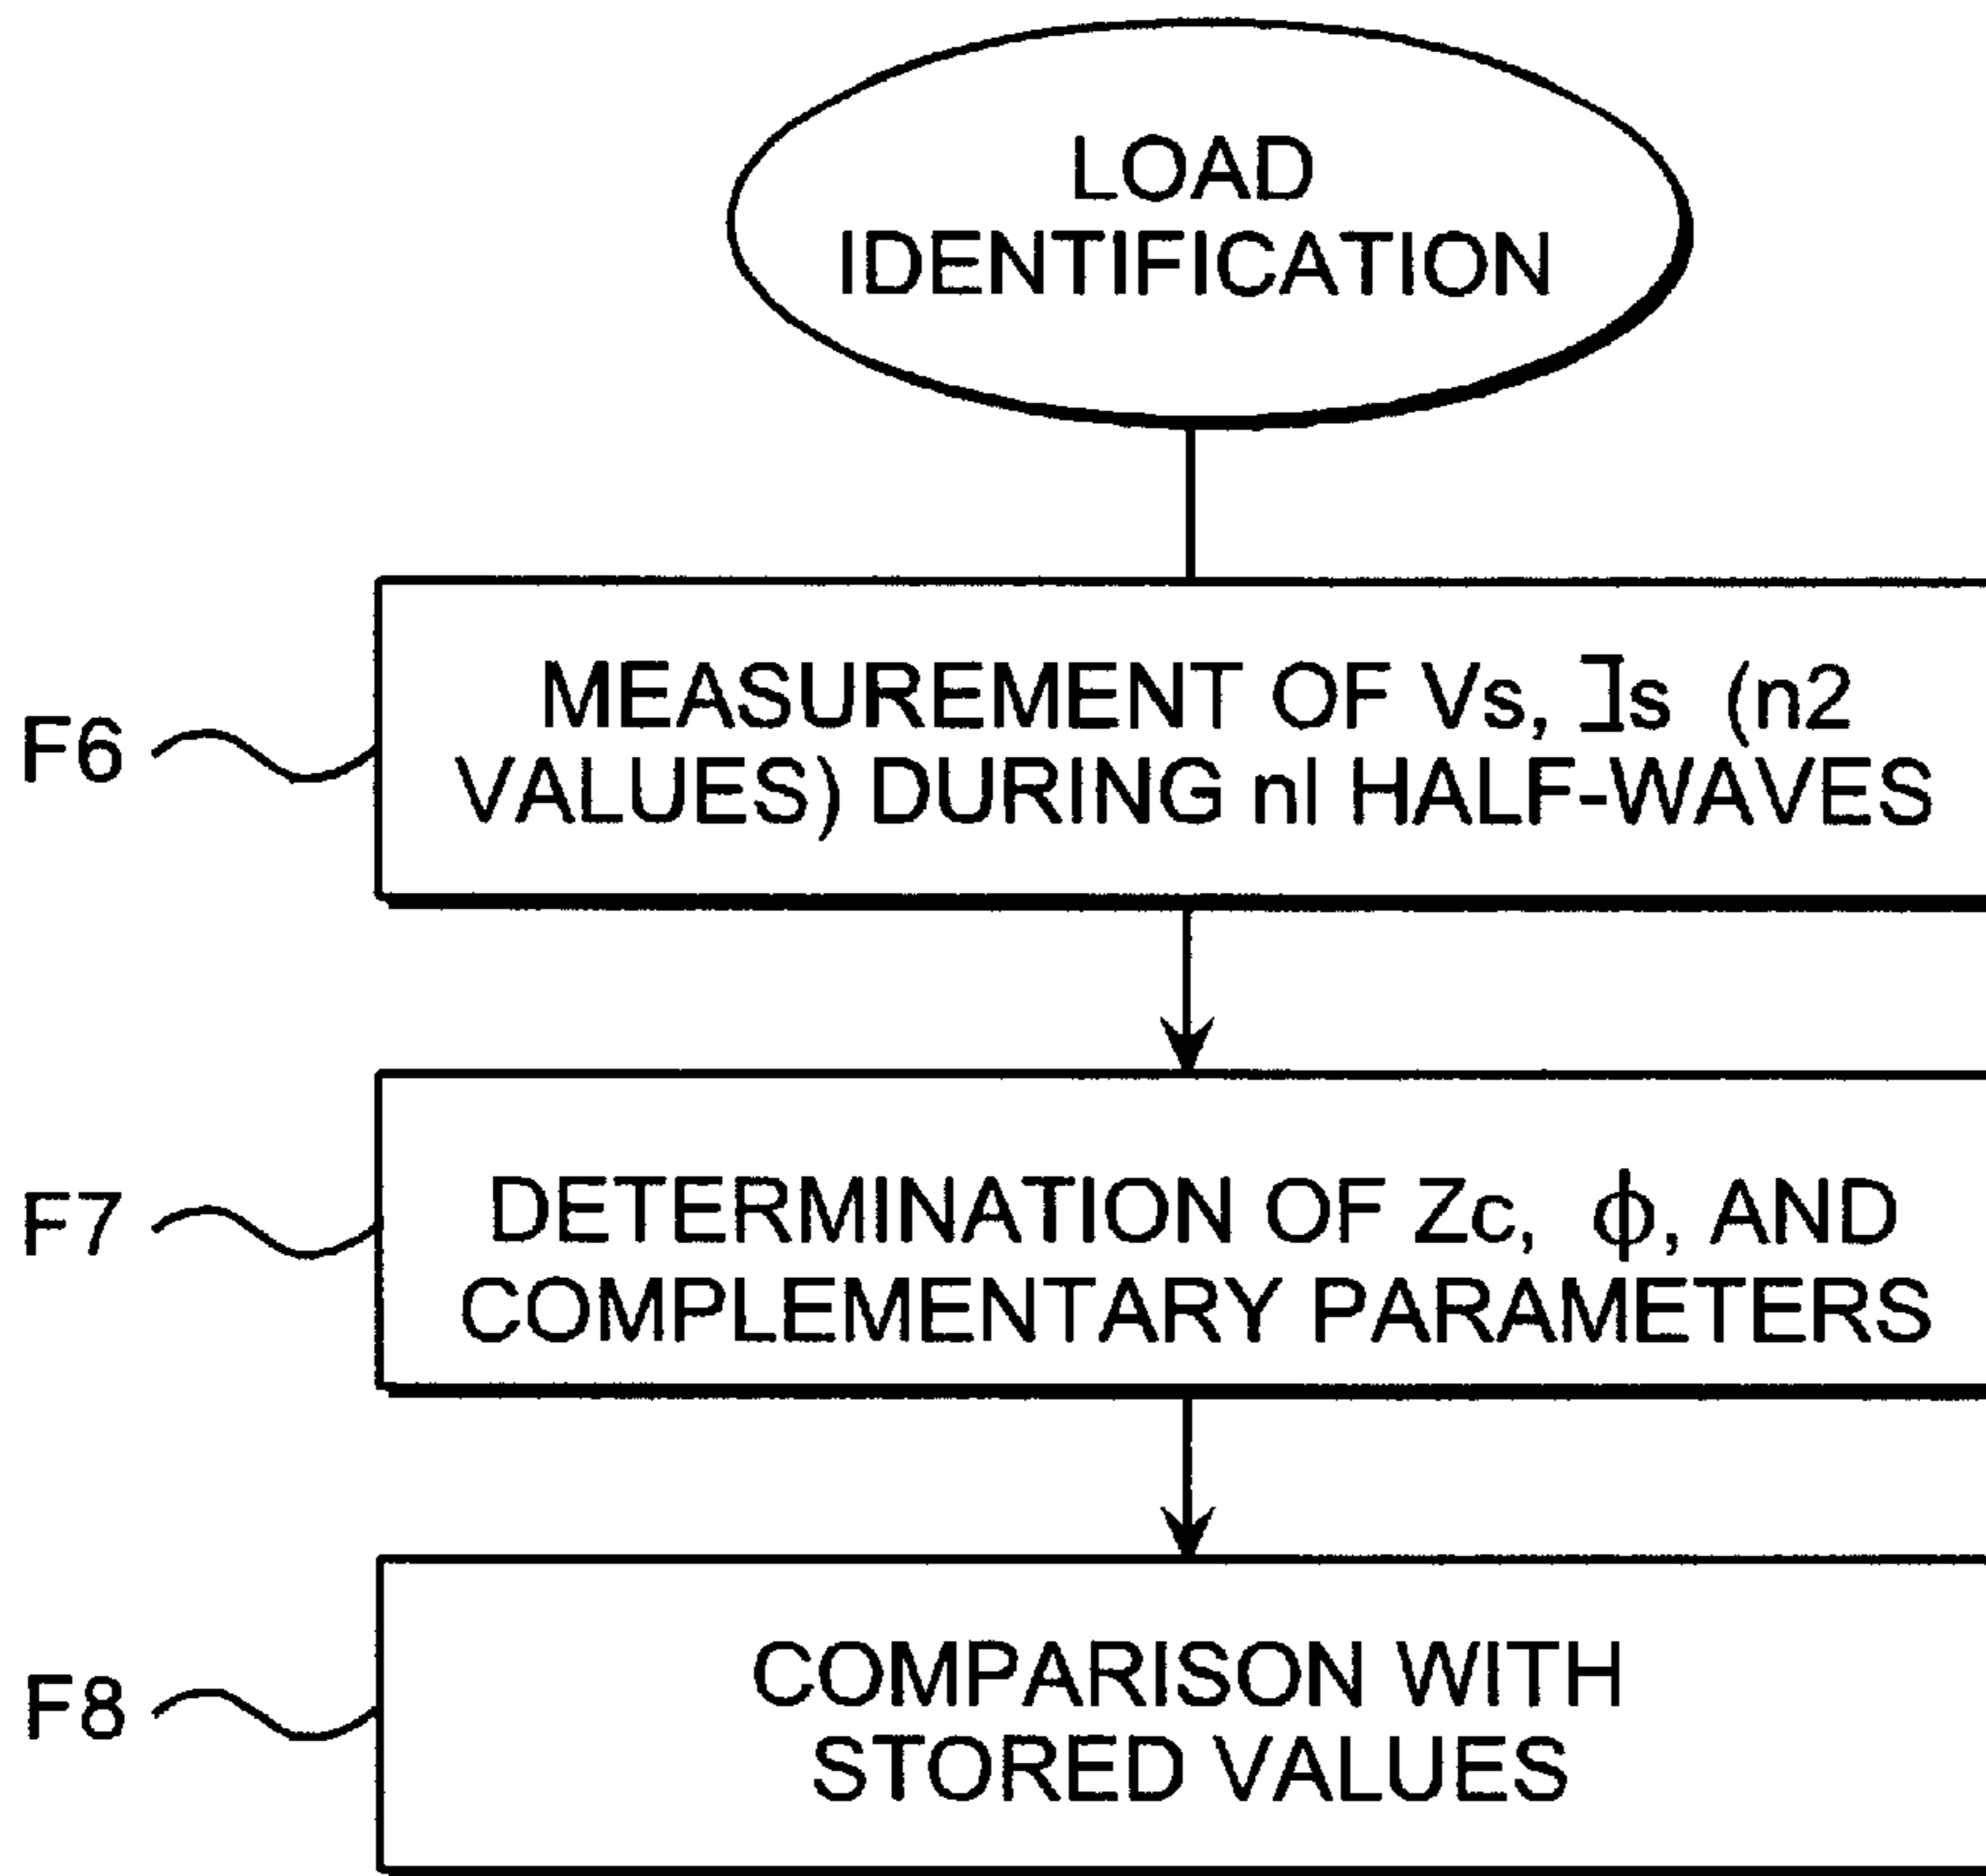 LOAD
IDENTIFICATION
F6
MEASUREMENT OF Vs, Is (n2
VALUES) DURING nl HALF-WAVES
F7
DETERMINATION OF Zc, ϕ, AND
COMPLEMENTARY PARAMETERS
F8
COMPARISON WITH
STORED VALUES